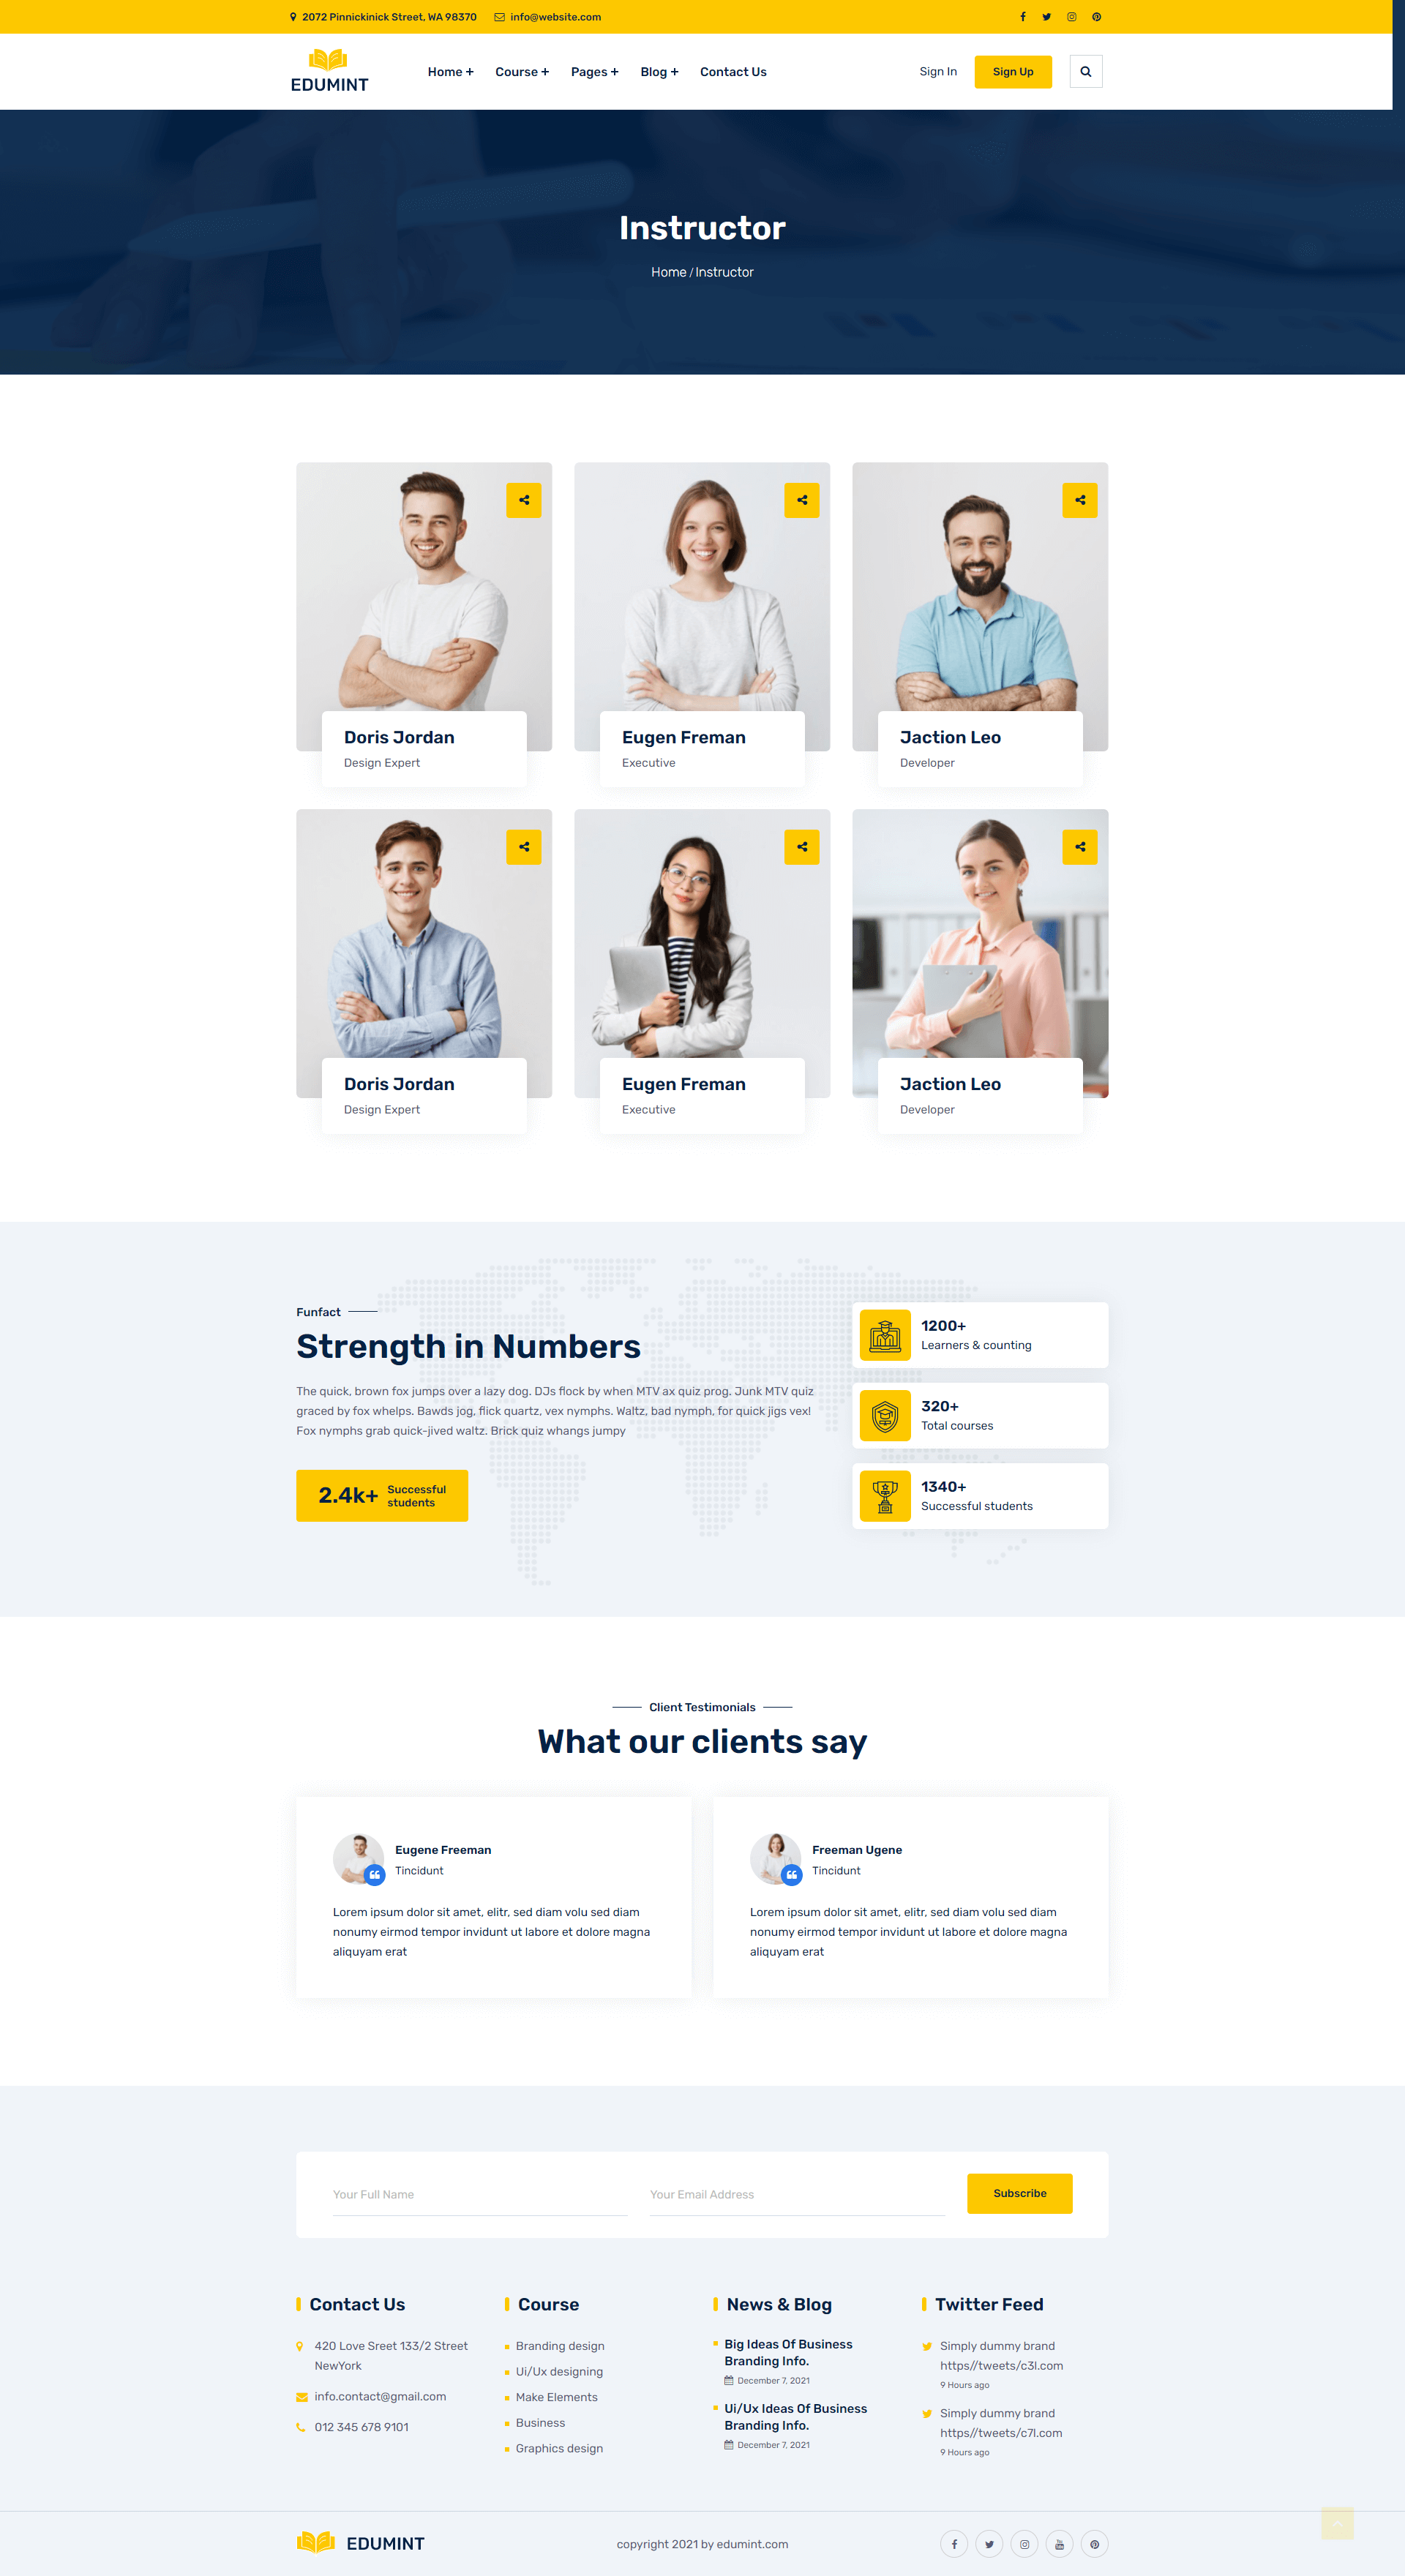 2072 Pinnickinick Street, WA 98370 info@website.com
EDUMINT
Home + Course + Pages + Blog + Contact Us
Sign In Sign Up
Instructor
Home / Instructor
Doris Jordan
Design Expert
Eugen Freman
Executive
Jaction Leo
Developer
Doris Jordan
Design Expert
Eugen Freman
Executive
Jaction Leo
Developer
Funfact
Strength in Numbers
The quick, brown fox jumps over a lazy dog. DJs flock by when MTV ax quiz prog. Junk MTV quiz
graced by fox whelps. Bawds jog, flick quartz, vex nymphs. Waltz, bad nymph, for quick jigs vex!
Fox nymphs grab quick-jived waltz. Brick quiz whangs jumpy
2.4k+ Successful
students
1200+
Learners & counting
320+
Total courses
1340+
Successful students
Client Testimonials
What our clients say
Eugene Freeman
Tincidunt
Lorem ipsum dolor sit amet, elitr, sed diam volu sed diam
nonumy eirmod tempor invidunt ut labore et dolore magna
aliquyam erat
Freeman Ugene
Tincidunt
Lorem ipsum dolor sit amet, elitr, sed diam volu sed diam
nonumy eirmod tempor invidunt ut labore et dolore magna
aliquyam erat
Your Full Name
Your Email Address
Subscribe
Contact Us
420 Love Sreet 133/2 Street
NewYork
info.contact@gmail.com
012 345 678 9101
Course
Branding design
Ui/Ux designing
Make Elements
Business
Graphics design
News & Blog
Big Ideas Of Business
Branding Info.
December 7, 2021
Ui/Ux Ideas Of Business
Branding Info.
December 7, 2021
Twitter Feed
Simply dummy brand
https//tweets/c3l.com
9 Hours ago
Simply dummy brand
https//tweets/c7l.com
9 Hours ago
EDUMINT
copyright 2021 by edumint.com